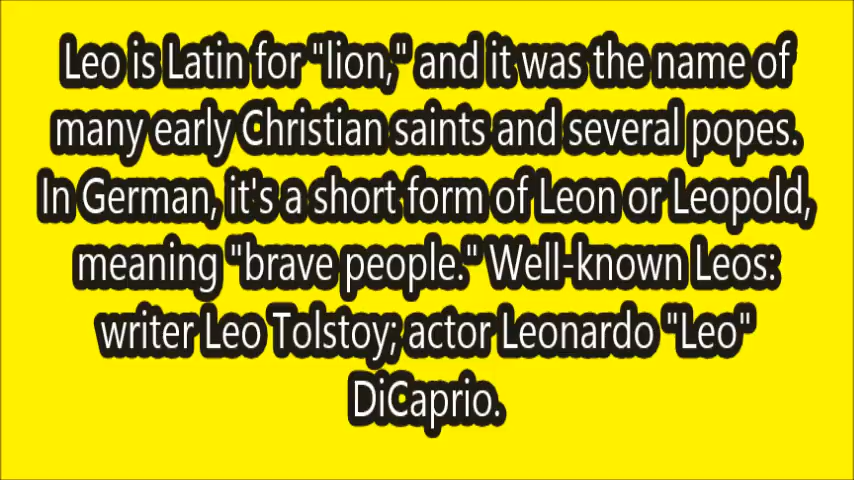 Leo is Latin for "lion," and it was the name of
many early Christian saints and several popes.
In German, it's a short form of Leon or Leopold,
meaning "brave people." Well-known Leos:
writer Leo Tolstoy; actor Leonardo "Leo"
DiCaprio.